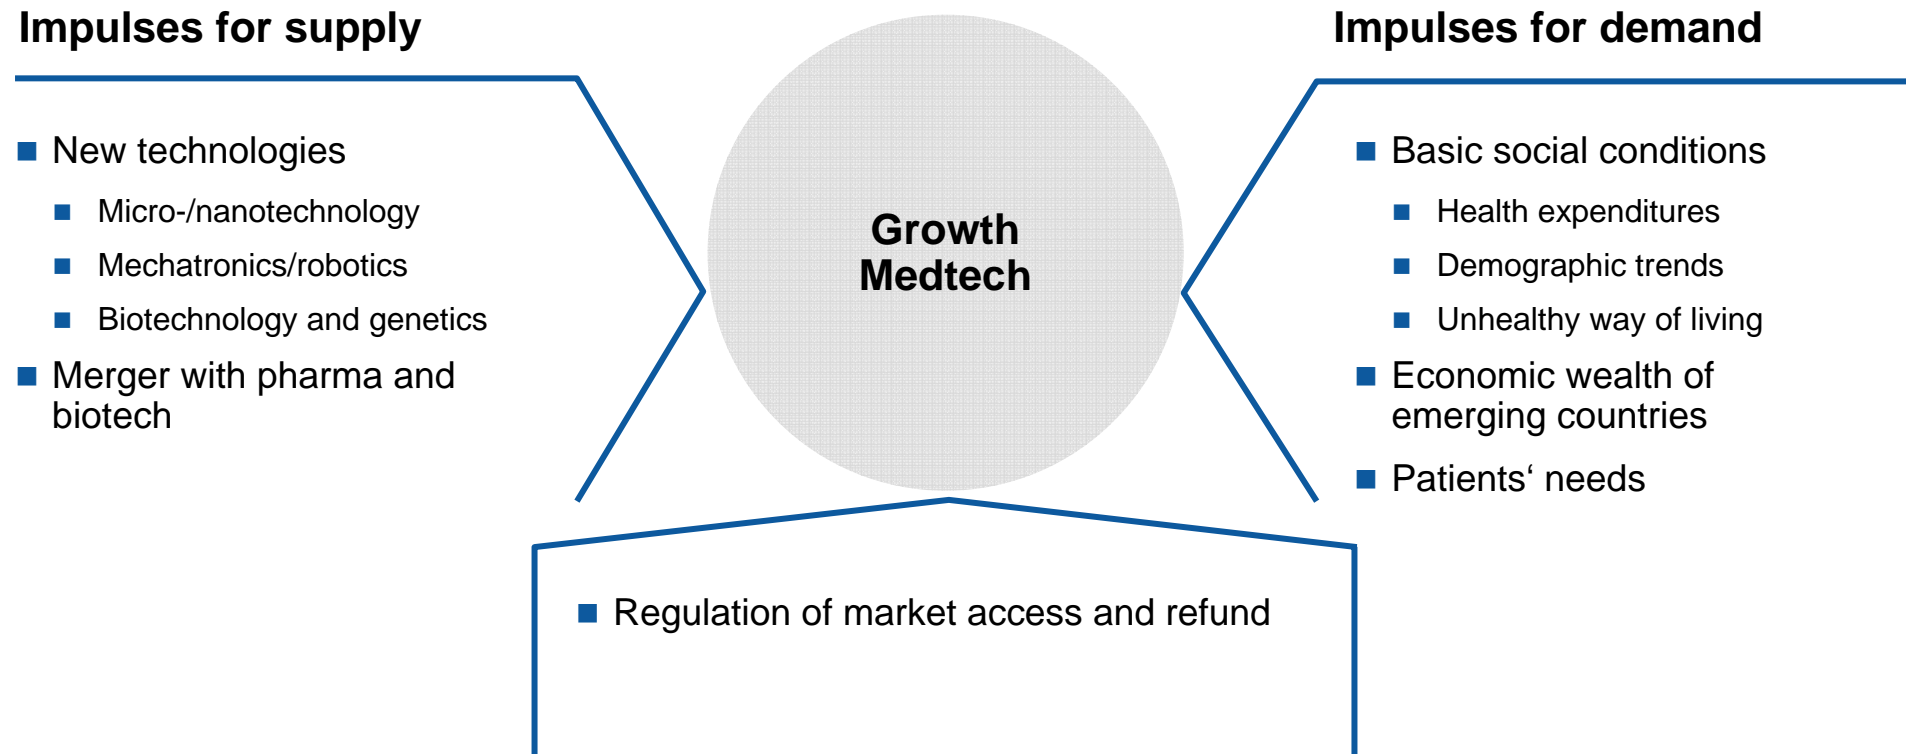 Impulses for supply
New technologies
Micro-/nanotechnology
Mechatronics/robotics
Biotechnology and genetics
Merger with pharma and
biotech
Growth
Medtech
Impulses for demand
Basic social conditions
Health expenditures
Demographic trends
Unhealthy way of living
Economic wealth of
emerging countries
Patients‘ needs
Regulation of market access and refund